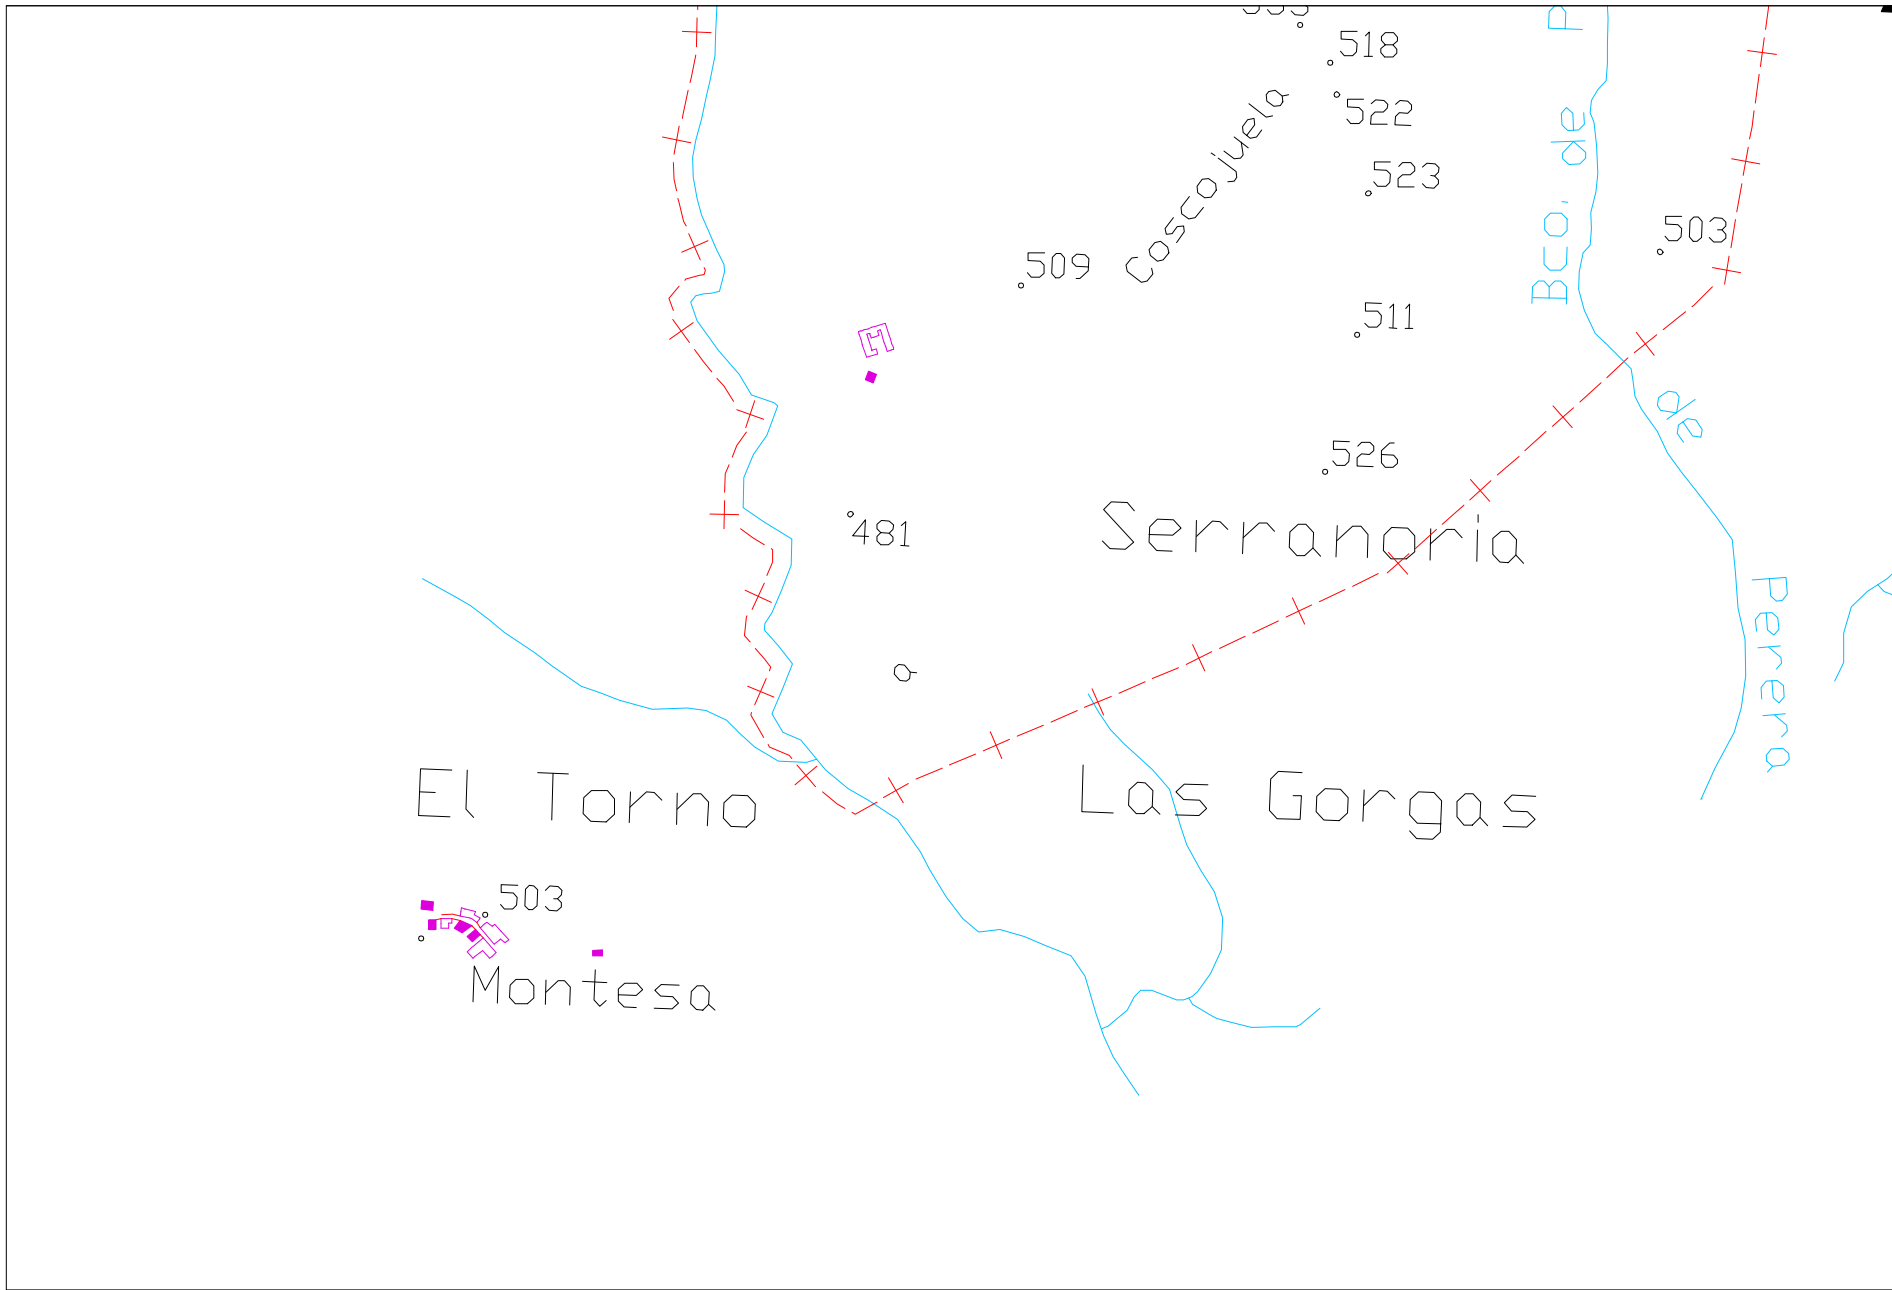 518
522
523
Coscojuela
Bco. de P
503
509
511
de
526
481
Serranoria
a
Perera
El Torno
Las Gorgas
503
Montesa